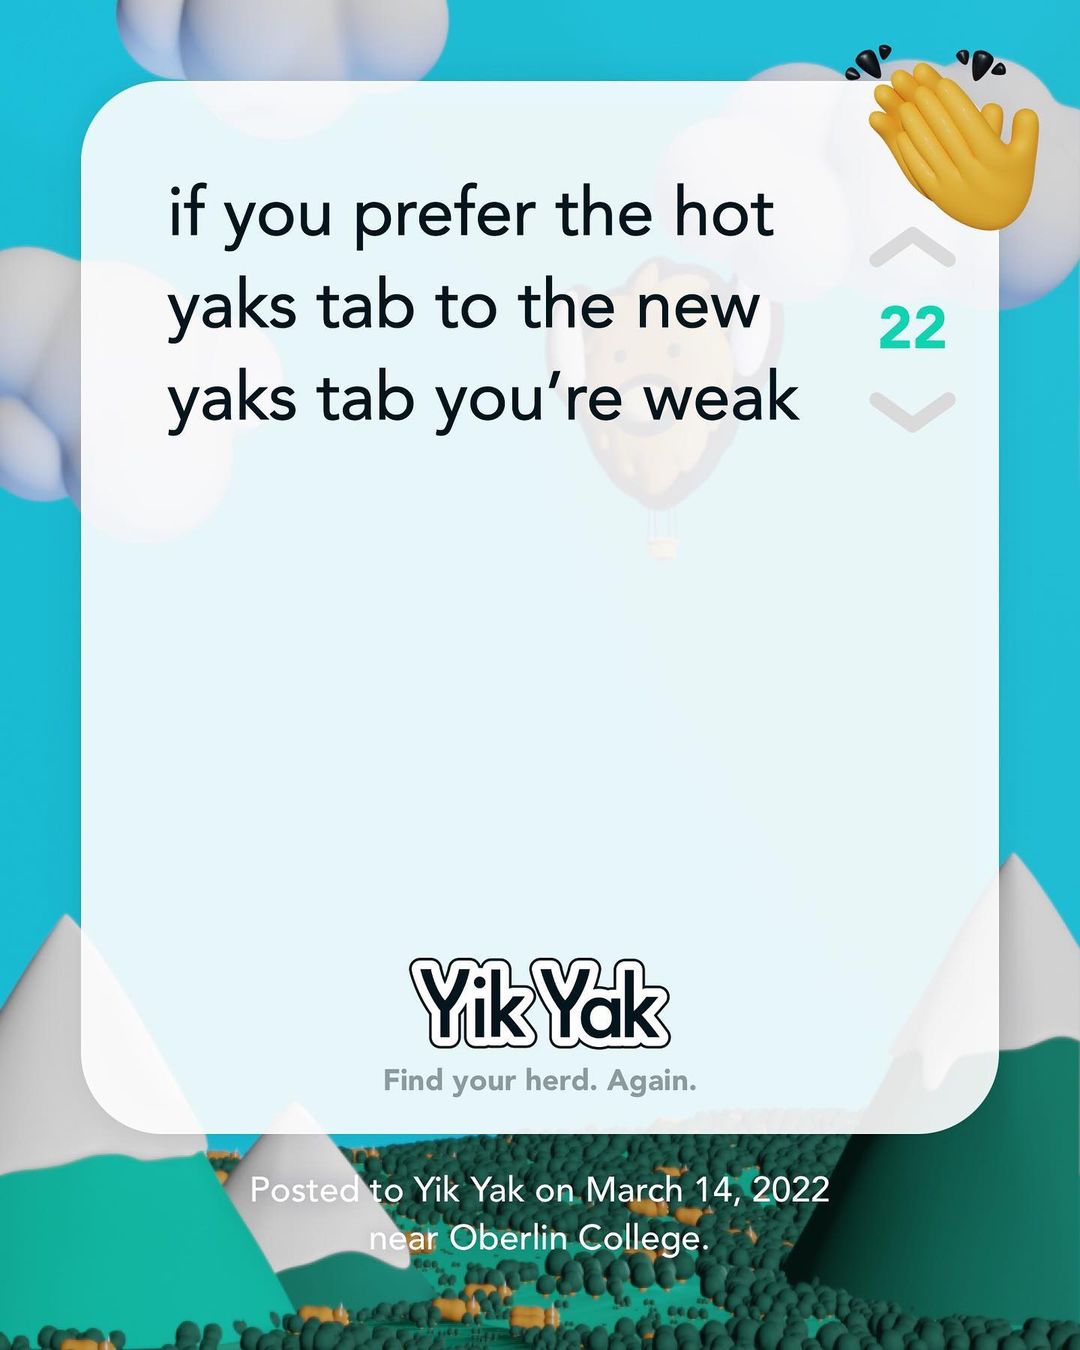 if you prefer the hot
yaks tab to the new
yaks tab you’re weak
22
Yik Yak
Find your herd. Again.
Posted to Yik Yak on March 14, 2022
near Oberlin College.